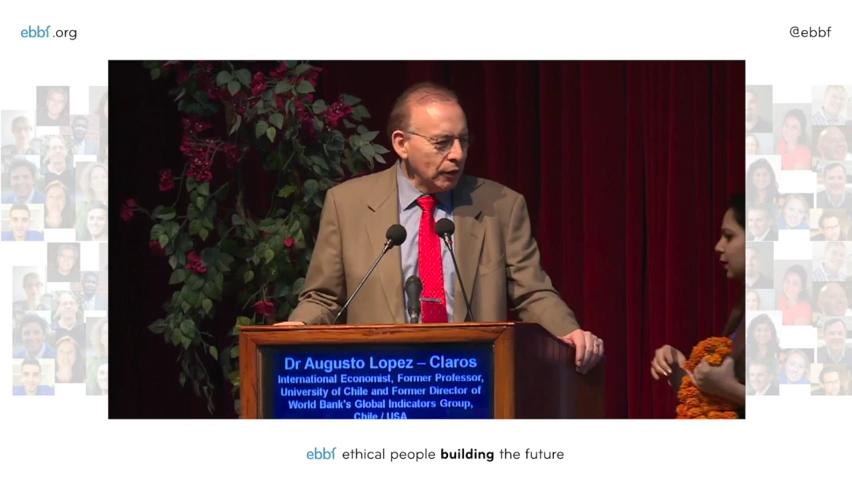 ebbf.org
@ebbf
Dr Augusto Lopez – Claros
International Economist, Former Professor,
University of Chile and Former Director of
World Bank's Global Indicators Group,
Chile / USA
ebbf ethical people building the future